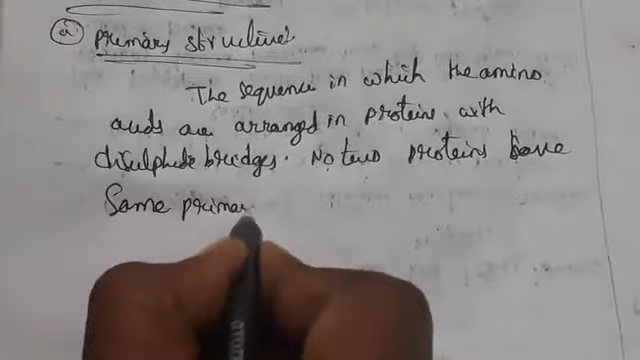 a) Primary structure:
The sequence in which the amino
acids are arranged in proteins with
disulphide bridges. No two proteins have
Same primar